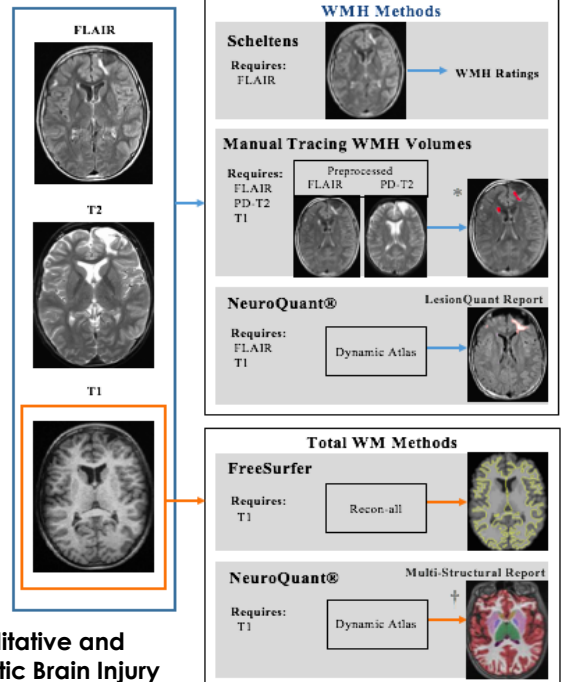 FLAIR
T2
T1
WMH Methods
Scheltens
Requires:
FLAIR
WMH Ratings
Manual Tracing WMH Volumes
Requires:
FLAIR
PD-T2
T1
Preprocessed
FLAIR PD-T2
*
NeuroQuant®
LesionQuant Report
Requires:
FLAIR
T1
Dynamic Atlas
Total WM Methods
FreeSurfer
Requires:
T1
Recon-all
NeuroQuant®
Multi-Structural Report
†
Requires:
T1
Dynamic Atlas
litative and
tic Brain Injury